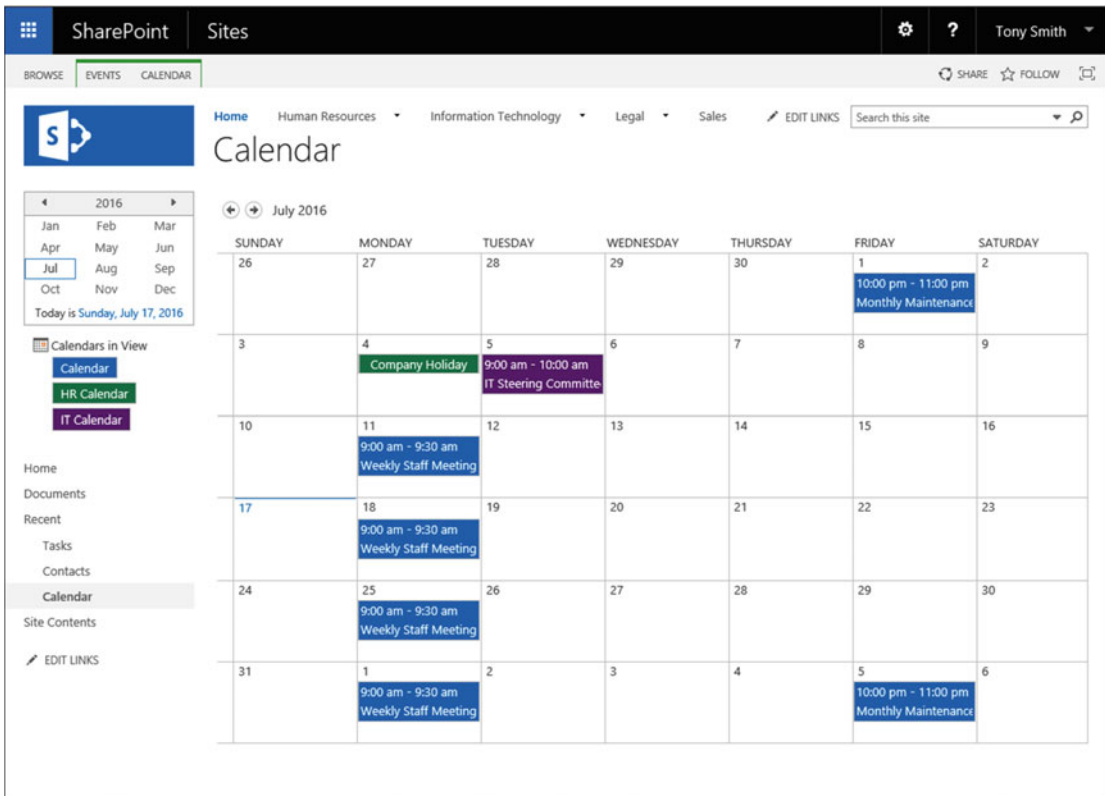 SharePoint Sites ? Tony Smith
BROWSE EVENTS CALENDAR SHARE FOLLOW
S
Home Human Resources Information Technology Legal Sales EDIT LINKS Search this site
Calendar
2016
Jan Feb Mar
Apr May Jun
Jul Aug Sep
Oct Nov Dec
Today is Sunday, July 17, 2016
Calendars in View
Calendar
HR Calendar
IT Calendar
Home
Documents
Recent
Tasks
Contacts
Calendar
Site Contents
EDIT LINKS
July 2016
SUNDAY MONDAY TUESDAY WEDNESDAY THURSDAY FRIDAY SATURDAY
26 27 28 29 30 1 2
10:00 pm - 11:00 pm
Monthly Maintenance
3 4 5 6 7 8 9
Company Holiday 9:00 am - 10:00 am
IT Steering Committe
10 11 12 13 14 15 16
9:00 am - 9:30 am
Weekly Staff Meeting
17 18 19 20 21 22 23
9:00 am - 9:30 am
Weekly Staff Meeting
24 25 26 27 28 29 30
9:00 am - 9:30 am
Weekly Staff Meeting
31 1 2 3 4 5 6
9:00 am - 9:30 am 10:00 pm - 11:00 pm
Weekly Staff Meeting Monthly Maintenance